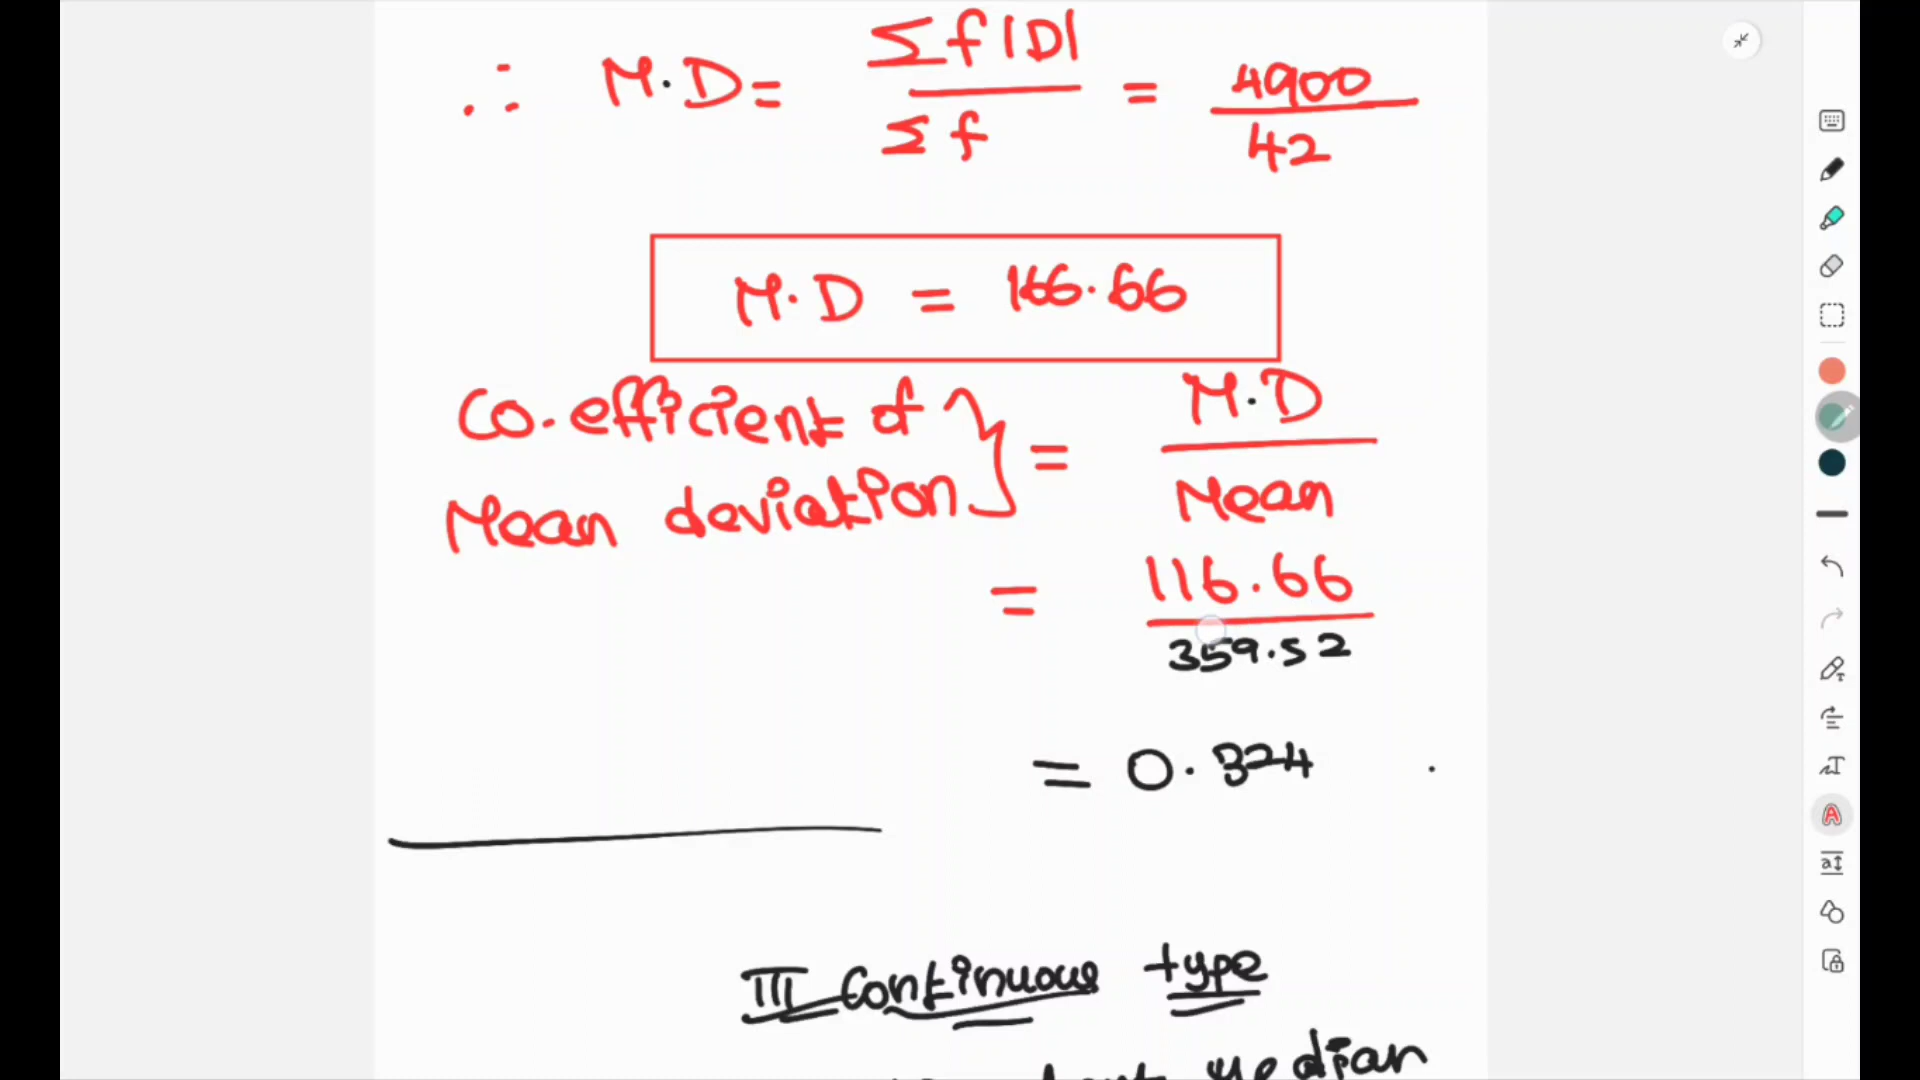 ∴ M.D = Σf|D| / Σf = 4900 / 42
M.D = 166.66
Co.efficient of Mean deviation } = M.D / Mean
= 116.66 / 359.52
= 0.324
III Continuous type
median